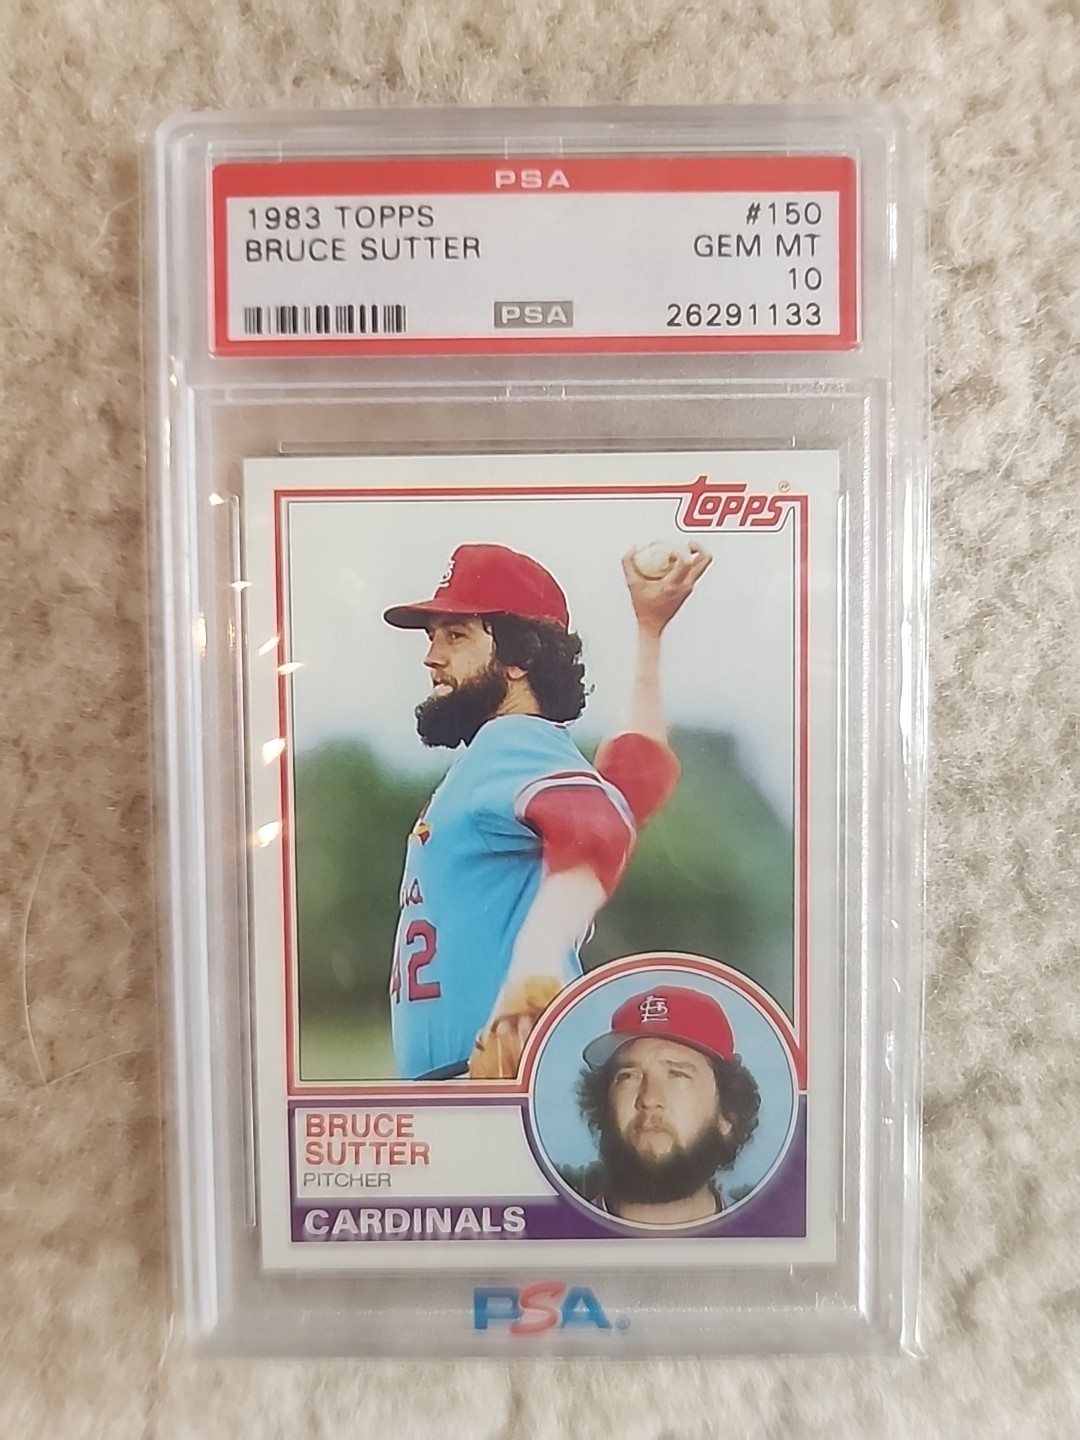 PSA
1983 TOPPS #150
BRUCE SUTTER GEM MT
10
PSA 26291133
Topps
42
BRUCE
SUTTER
PITCHER
CARDINALS
PSA